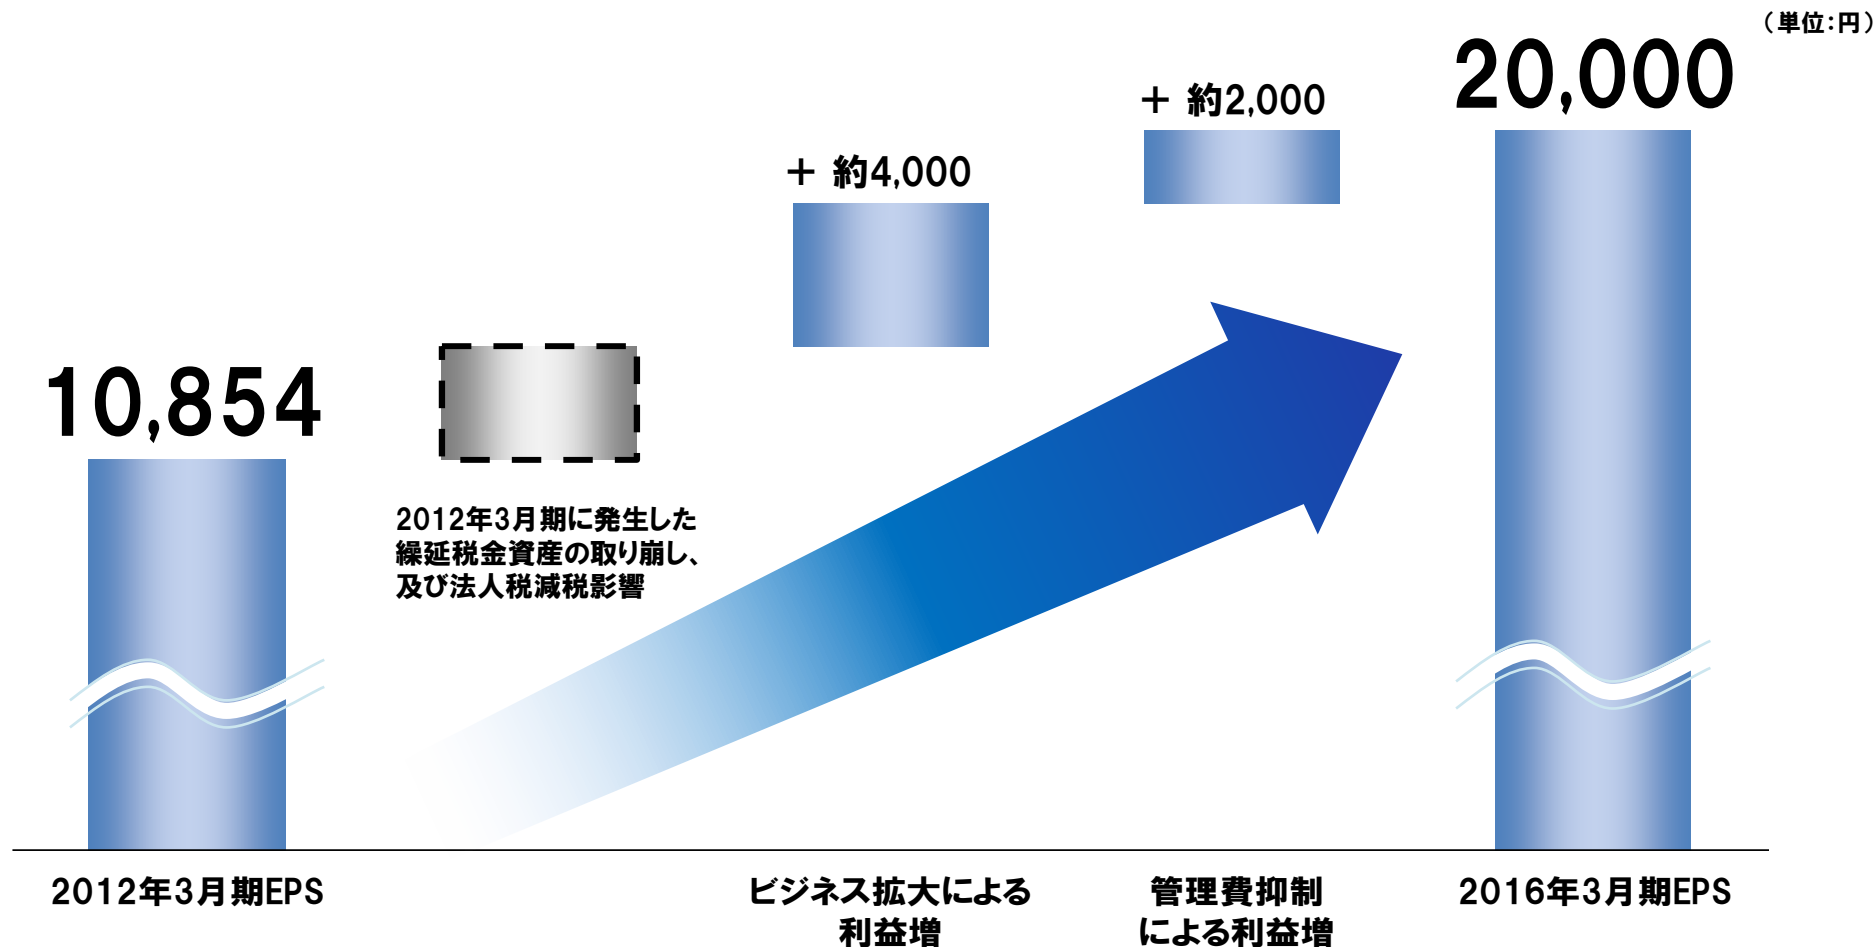 （単位：円）
20,000
＋ 約2,000
＋ 約4,000
10,854
2012年3月期に発生した
繰延税金資産の取り崩し、
及び法人税減税影響
2012年3月期EPS
ビジネス拡大による
利益増
管理費抑制
による利益増
2016年3月期EPS